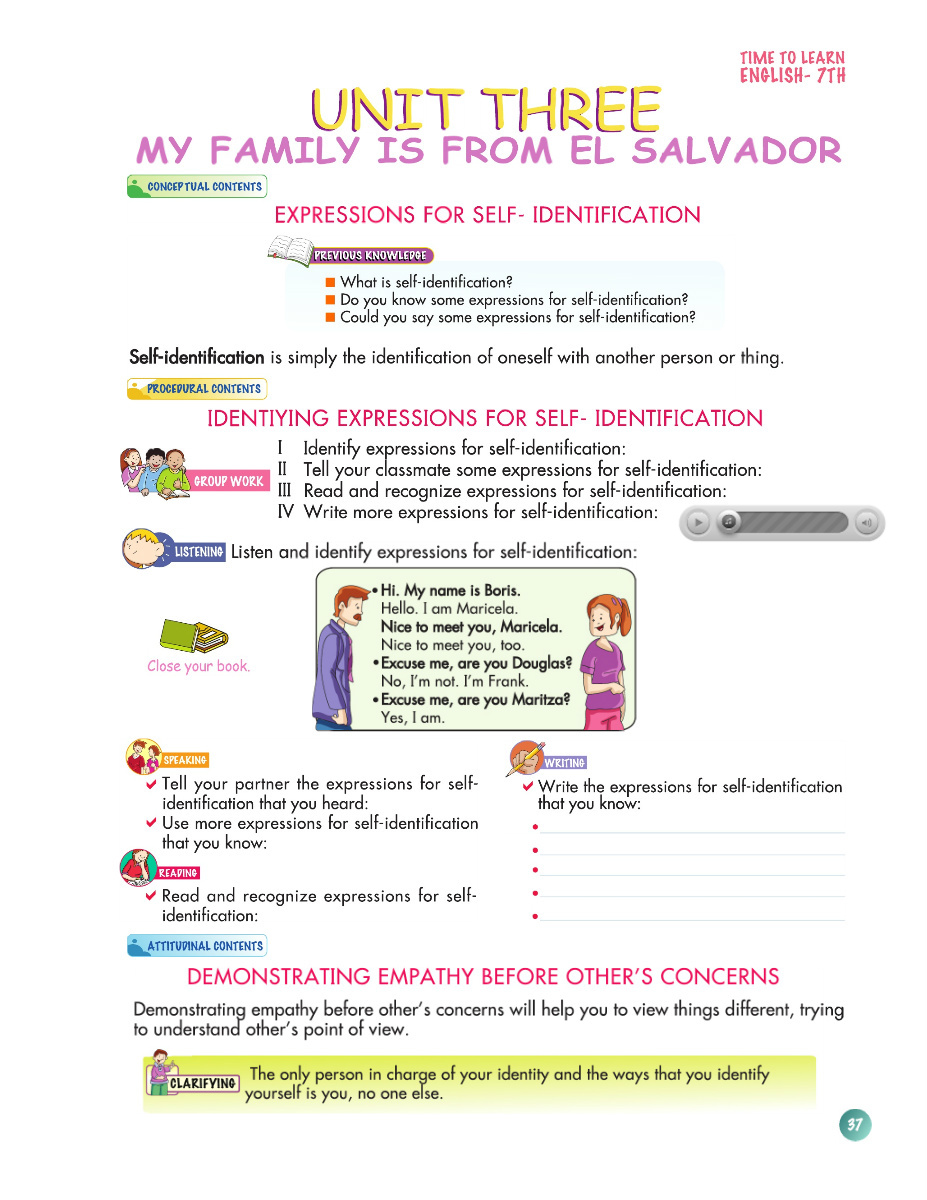 TIME TO LEARN
ENGLISH- 7TH
UNIT THREE
MY FAMILY IS FROM EL SALVADOR
CONCEPTUAL CONTENTS
EXPRESSIONS FOR SELF- IDENTIFICATION
PREVIOUS KNOWLEDGE
What is self-identification?
Do you know some expressions for self-identification?
Could you say some expressions for self-identification?
Self-identification is simply the identification of oneself with another person or thing.
PROCEDURAL CONTENTS
IDENTIYING EXPRESSIONS FOR SELF- IDENTIFICATION
GROUP WORK
I Identify expressions for self-identification:
II Tell your classmate some expressions for self-identification:
III Read and recognize expressions for self-identification:
IV Write more expressions for self-identification:
LISTENING Listen and identify expressions for self-identification:
Close your book.
•Hi. My name is Boris.
Hello. I am Maricela.
Nice to meet you, Maricela.
Nice to meet you, too.
•Excuse me, are you Douglas?
No, I'm not. I'm Frank.
•Excuse me, are you Maritza?
Yes, I am.
SPEAKING
Tell your partner the expressions for self-
identification that you heard:
Use more expressions for self-identification
that you know:
READING
Read and recognize expressions for self-
identification:
WRITING
Write the expressions for self-identification
that you know:
ATTITUDINAL CONTENTS
DEMONSTRATING EMPATHY BEFORE OTHER'S CONCERNS
Demonstrating empathy before other's concerns will help you to view things different, trying
to understand other's point of view.
CLARIFYING
The only person in charge of your identity and the ways that you identify
yourself is you, no one else.
37